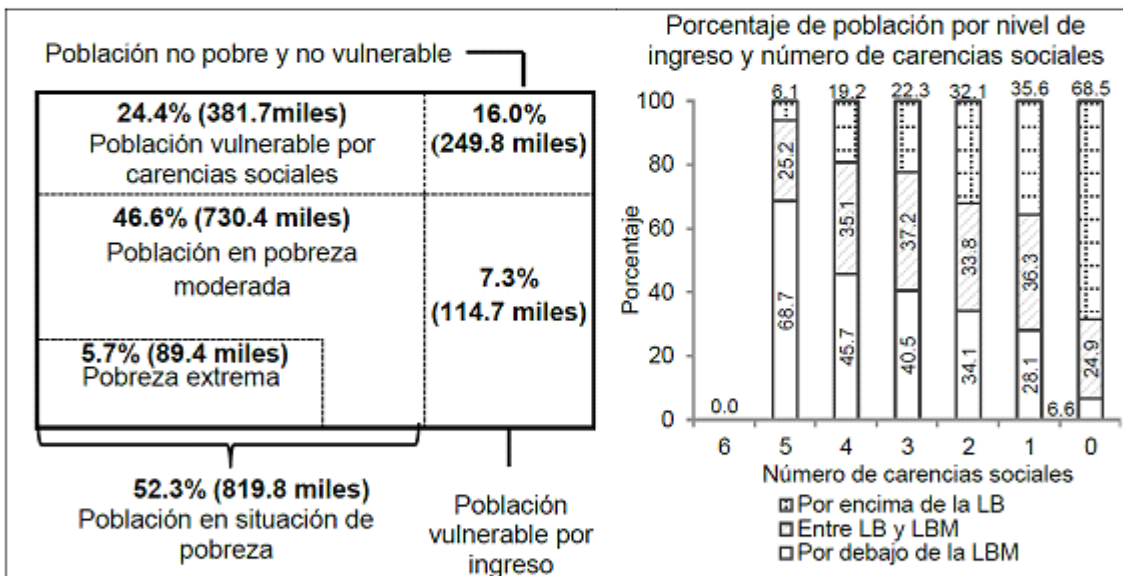 Población no pobre y no vulnerable
24.4% (381.7miles)
Población vulnerable por
carencias sociales
16.0%
(249.8 miles)
46.6% (730.4 miles)
Población en pobreza
moderada
7.3%
(114.7 miles)
5.7% (89.4 miles)
Pobreza extrema
52.3% (819.8 miles)
Población en situación de
pobreza
Población
vulnerable por
ingreso
Porcentaje de población por nivel de
ingreso y número de carencias sociales
6.1 19.2 22.3 32.1 35.6 68.5
100
80
60
40
20
0
Porcentaje
0.0
25.2
68.7
35.1
45.7
37.2
40.5
33.8
34.1
36.3
28.1
6.6
24.9
6 5 4 3 2 1 0
Número de carencias sociales
Por encima de la LB
Entre LB y LBM
Por debajo de la LBM